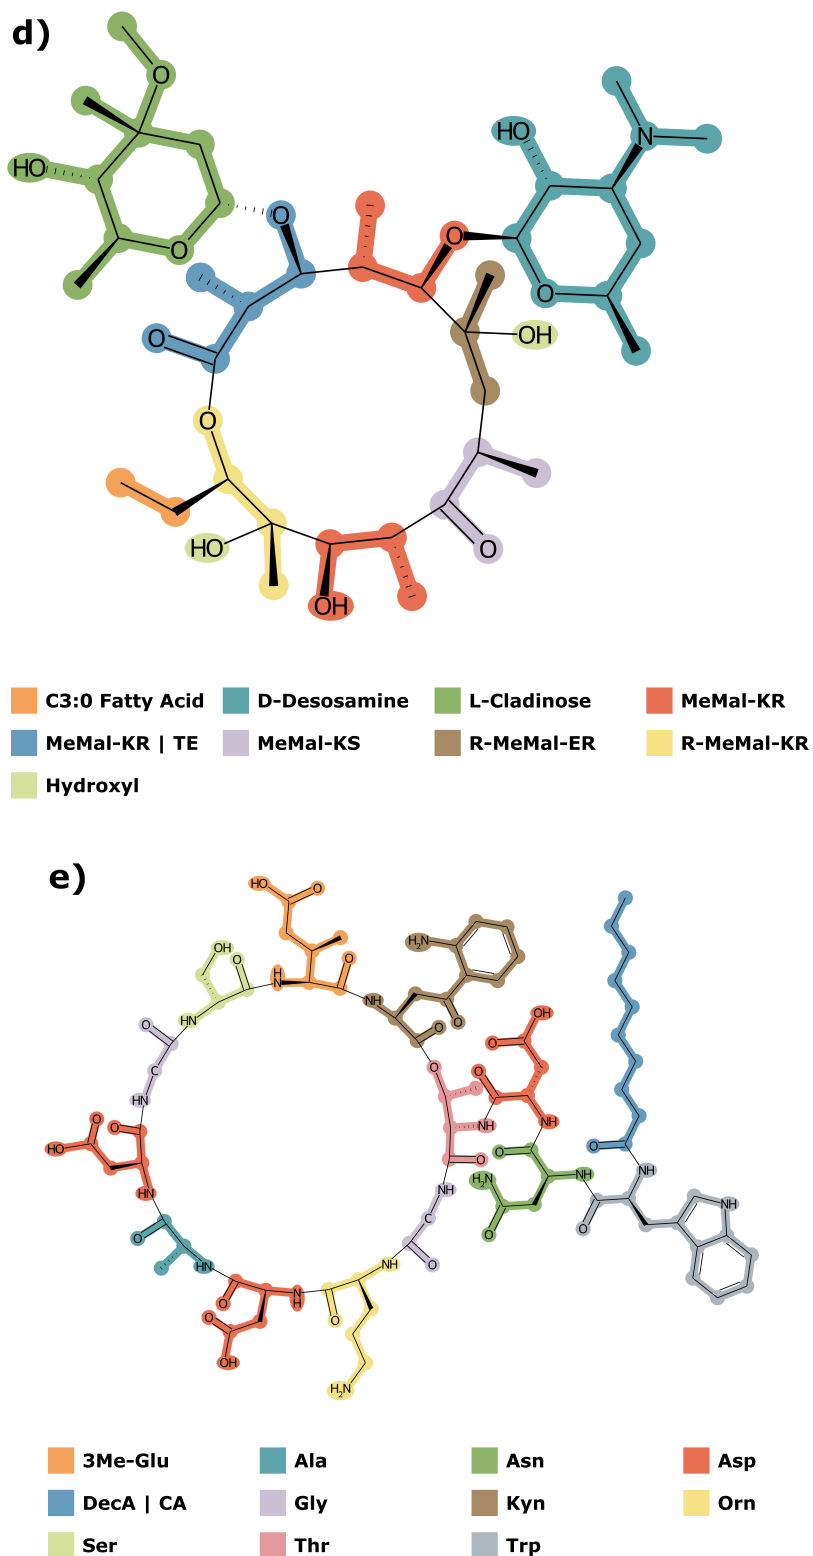 d)
O
HO
O
HO
N
O
O
O
O
O
OH
O
HO
O
OH
C3:0 Fatty Acid
D-Desosamine
L-Cladinose
MeMal-KR
MeMal-KR | TE
MeMal-KS
R-MeMal-ER
R-MeMal-KR
Hydroxyl
e)
HO
O
OH
O
H
N
O
H2N
O
NH
O
O
HN
O
C
HN
O
O
HO
HN
O
HN
O
O
OH
N
H
O
H2N
NH
O
C
NH
O
NH
O
O
OH
O
NH
O
H2N
O
NH
O
O
NH
NH
3Me-Glu
Ala
Asn
Asp
DecA | CA
Gly
Kyn
Orn
Ser
Thr
Trp